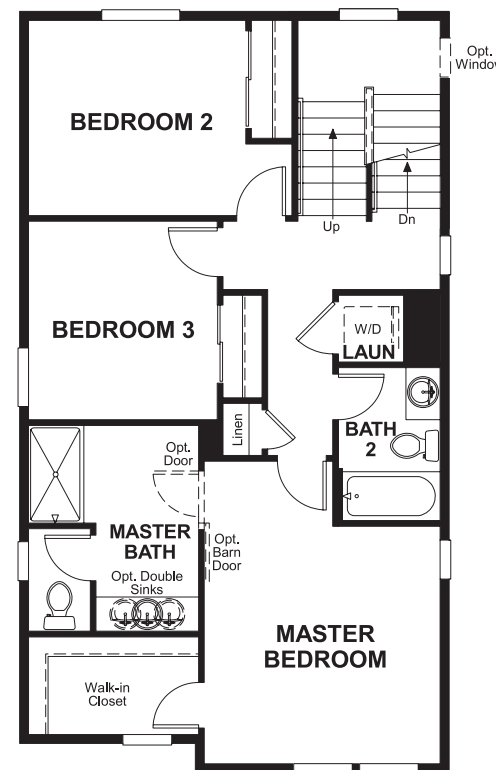 Opt.
Window
BEDROOM 2
Up
Dn
BEDROOM 3
W/D
LAUN
Linen
BATH
2
Opt.
Door
MASTER
BATH
Opt. Double
Sinks
Opt.
Barn
Door
MASTER
BEDROOM
Walk-in
Closet